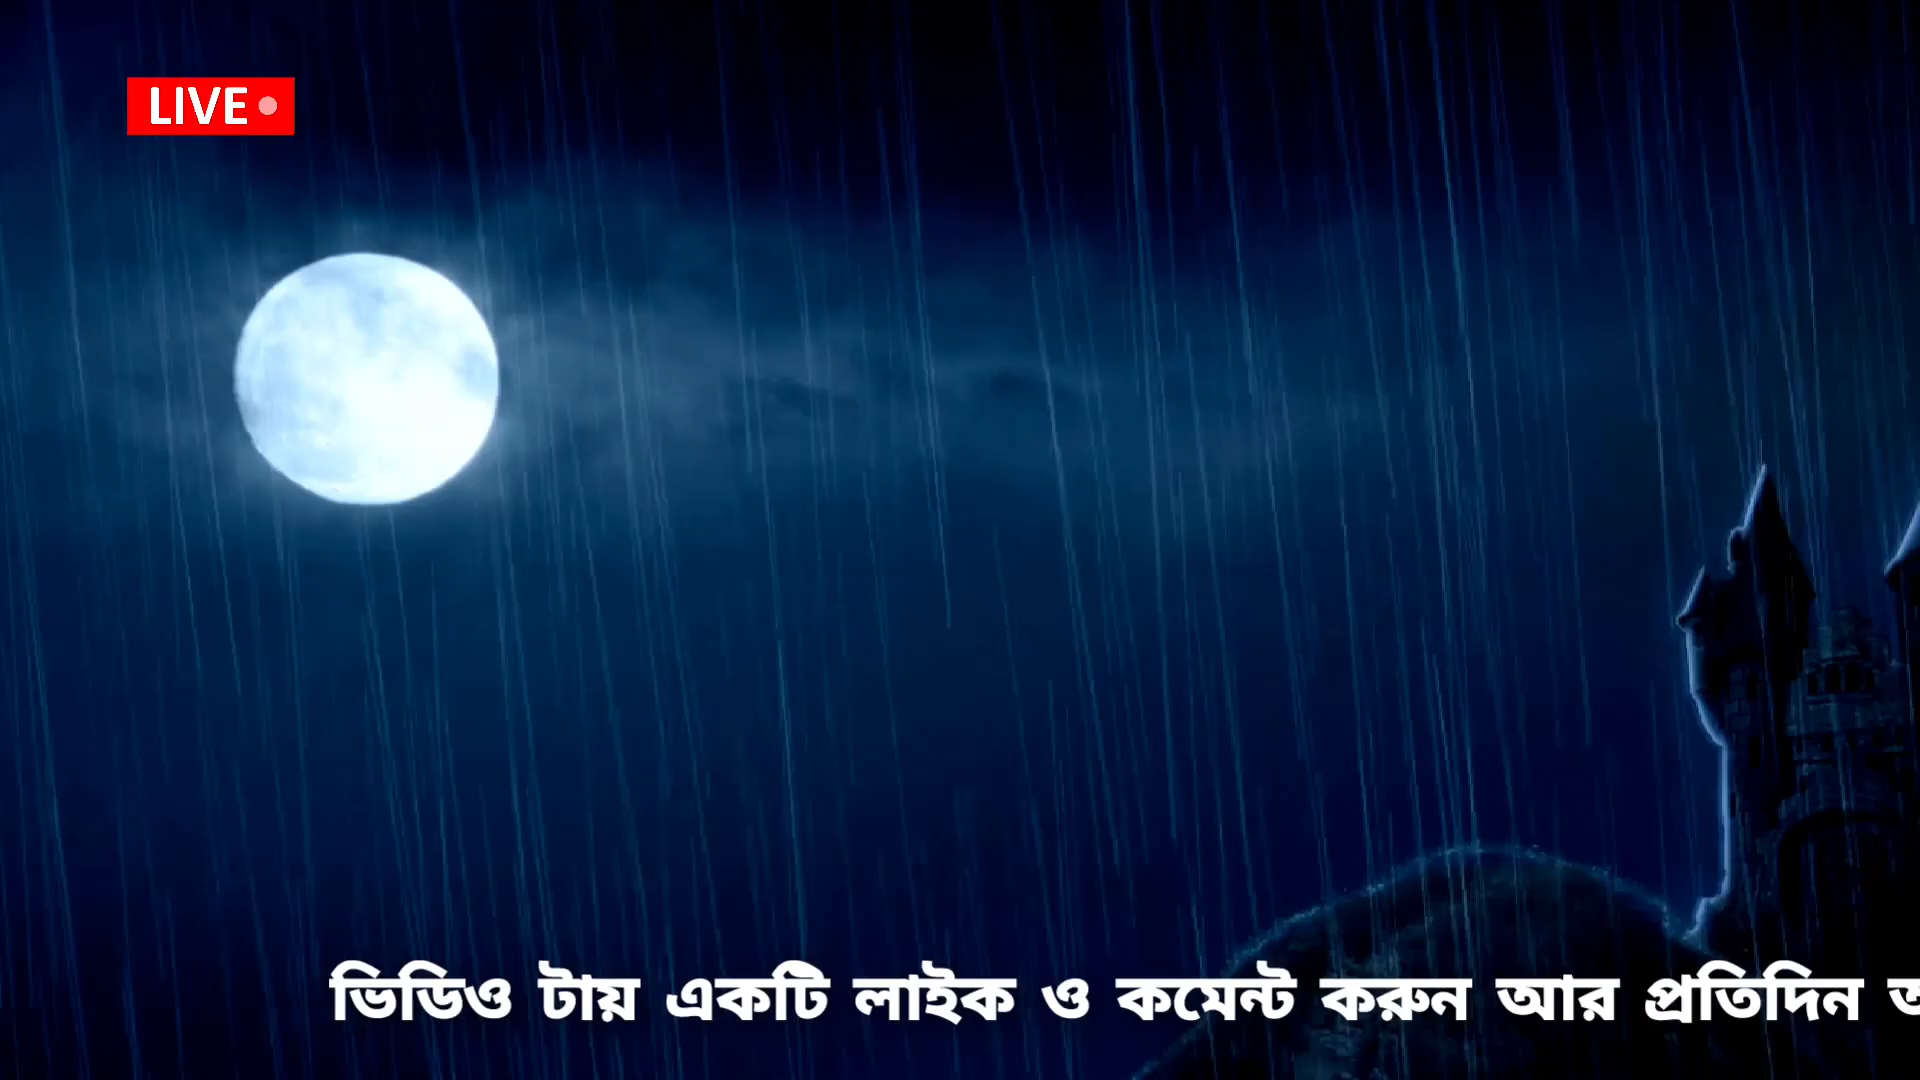 LIVE
ভিডিও টায় একটি লাইক ও কমেন্ট করুন আর প্রতিদিন